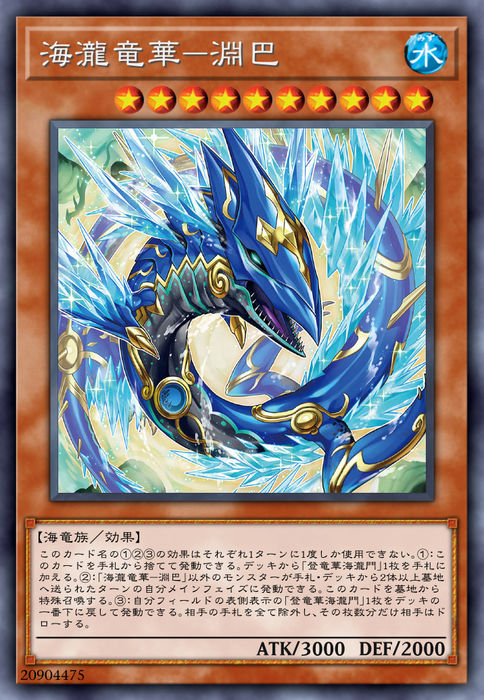 海瀧竜華－淵巴
みず
水
【海竜族／効果】
このカード名の①②③の効果はそれぞれ1ターンに1度しか使用できない。①：こ
のカードを手札から捨てて発動できる。デッキから「登竜華海瀧門」1枚を手札に
加える。②：「海瀧竜華－淵巴」以外のモンスターが手札・デッキから2体以上墓地
へ送られたターンの自分メインフェイズに発動できる。このカードを墓地から
特殊召喚する。③：自分フィールドの表側表示の「登竜華海瀧門」1枚をデッキの
一番下に戻して発動できる。相手の手札を全て除外し、その枚数分だけ相手はド
ローする。
ATK/3000 DEF/2000
20904475